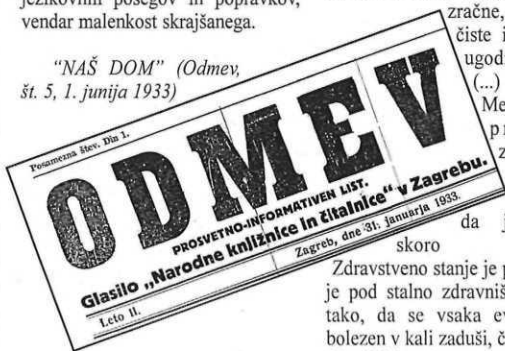 jezikovnih posegov in popravkov,
vendar malenkost skrajšanega.
"NAŠ DOM" (Odmev,
št. 5, 1. junija 1933)
Posamezna štev. Din 1.
ODMEV
PROSVETNO-INFORMATIVEN LIST.
Glasilo „Narodne knjižnice in čitalnice" v Zagrebu.
Leto II.
Zagreb, dne 31. januarja 1933.
zračne,
čiste i
ugodn
(...)
Me
z
da j
skoro
Zdravstveno stanje je p
je pod stalno zdravniš
tako, da se vsaka ev
bolezen v kali zaduši, č